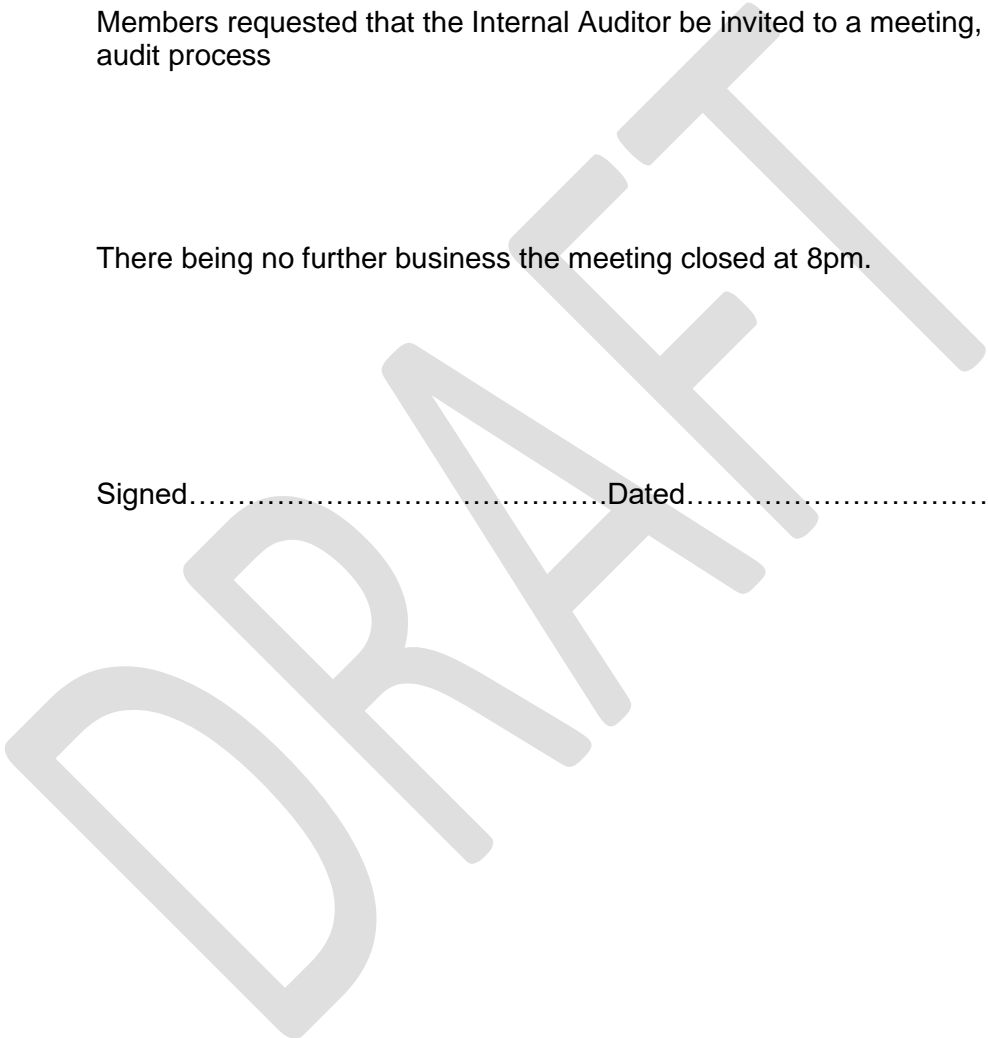 Members requested that the Internal Auditor be invited to a meeting,
audit process
There being no further business the meeting closed at 8pm.
Signed…………………………………….Dated………………………….
DRAFT